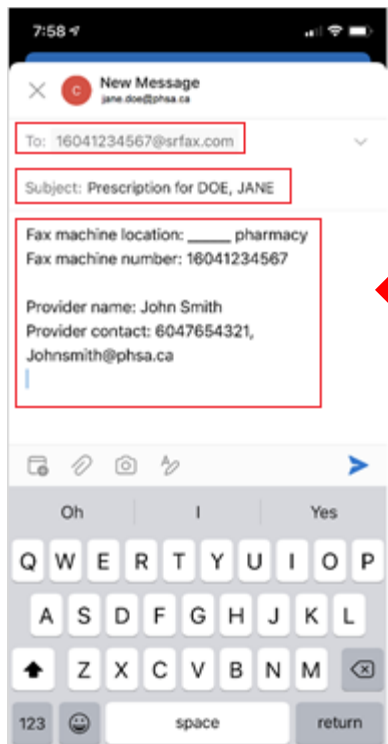 7:58
C
New Message
jane.doe@phsa.ca
To: 16041234567@srfax.com
Subject: Prescription for DOE, JANE
Fax machine location: _____ pharmacy
Fax machine number: 16041234567
Provider name: John Smith
Provider contact: 6047654321,
Johnsmith@phsa.ca
Oh I Yes
Q W E R T Y U I O P
A S D F G H J K L
Z X C V B N M
123 space return